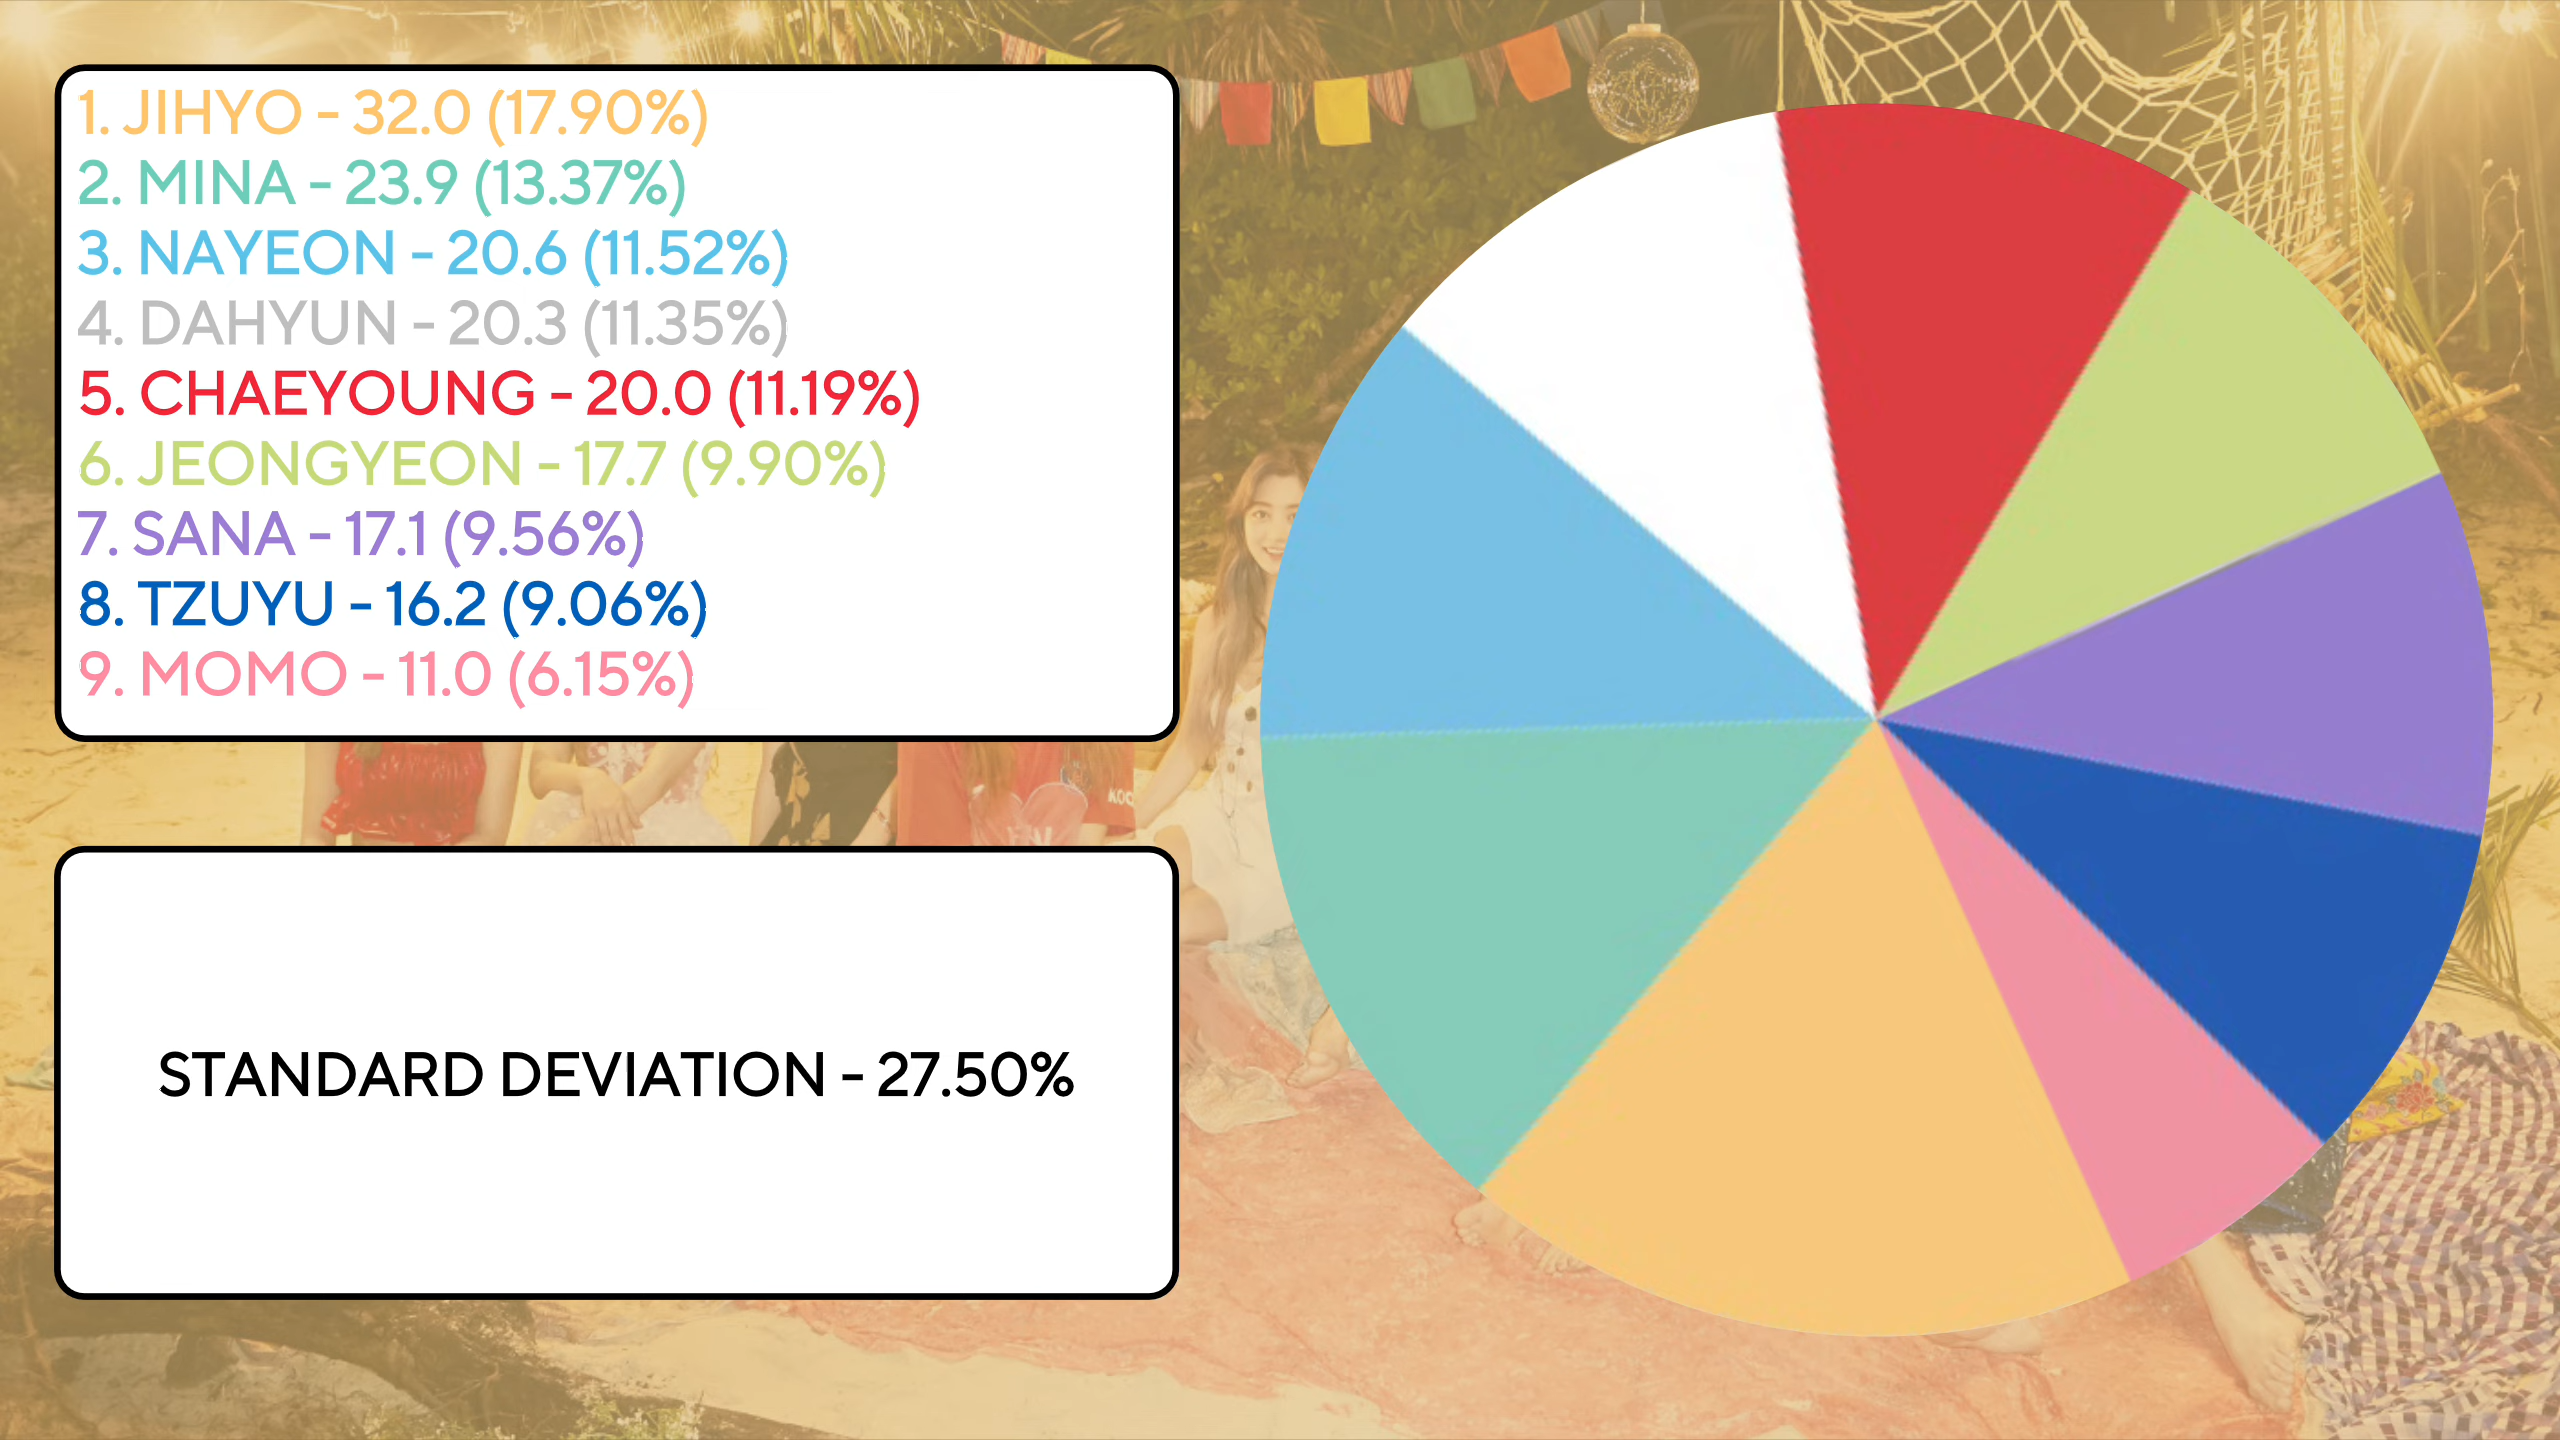 1. JIHYO - 32.0 (17.90%)
2. MINA - 23.9 (13.37%)
3. NAYEON - 20.6 (11.52%)
4. DAHYUN - 20.3 (11.35%)
5. CHAEYOUNG - 20.0 (11.19%)
6. JEONGYEON - 17.7 (9.90%)
7. SANA - 17.1 (9.56%)
8. TZUYU - 16.2 (9.06%)
9. MOMO - 11.0 (6.15%)
STANDARD DEVIATION - 27.50%